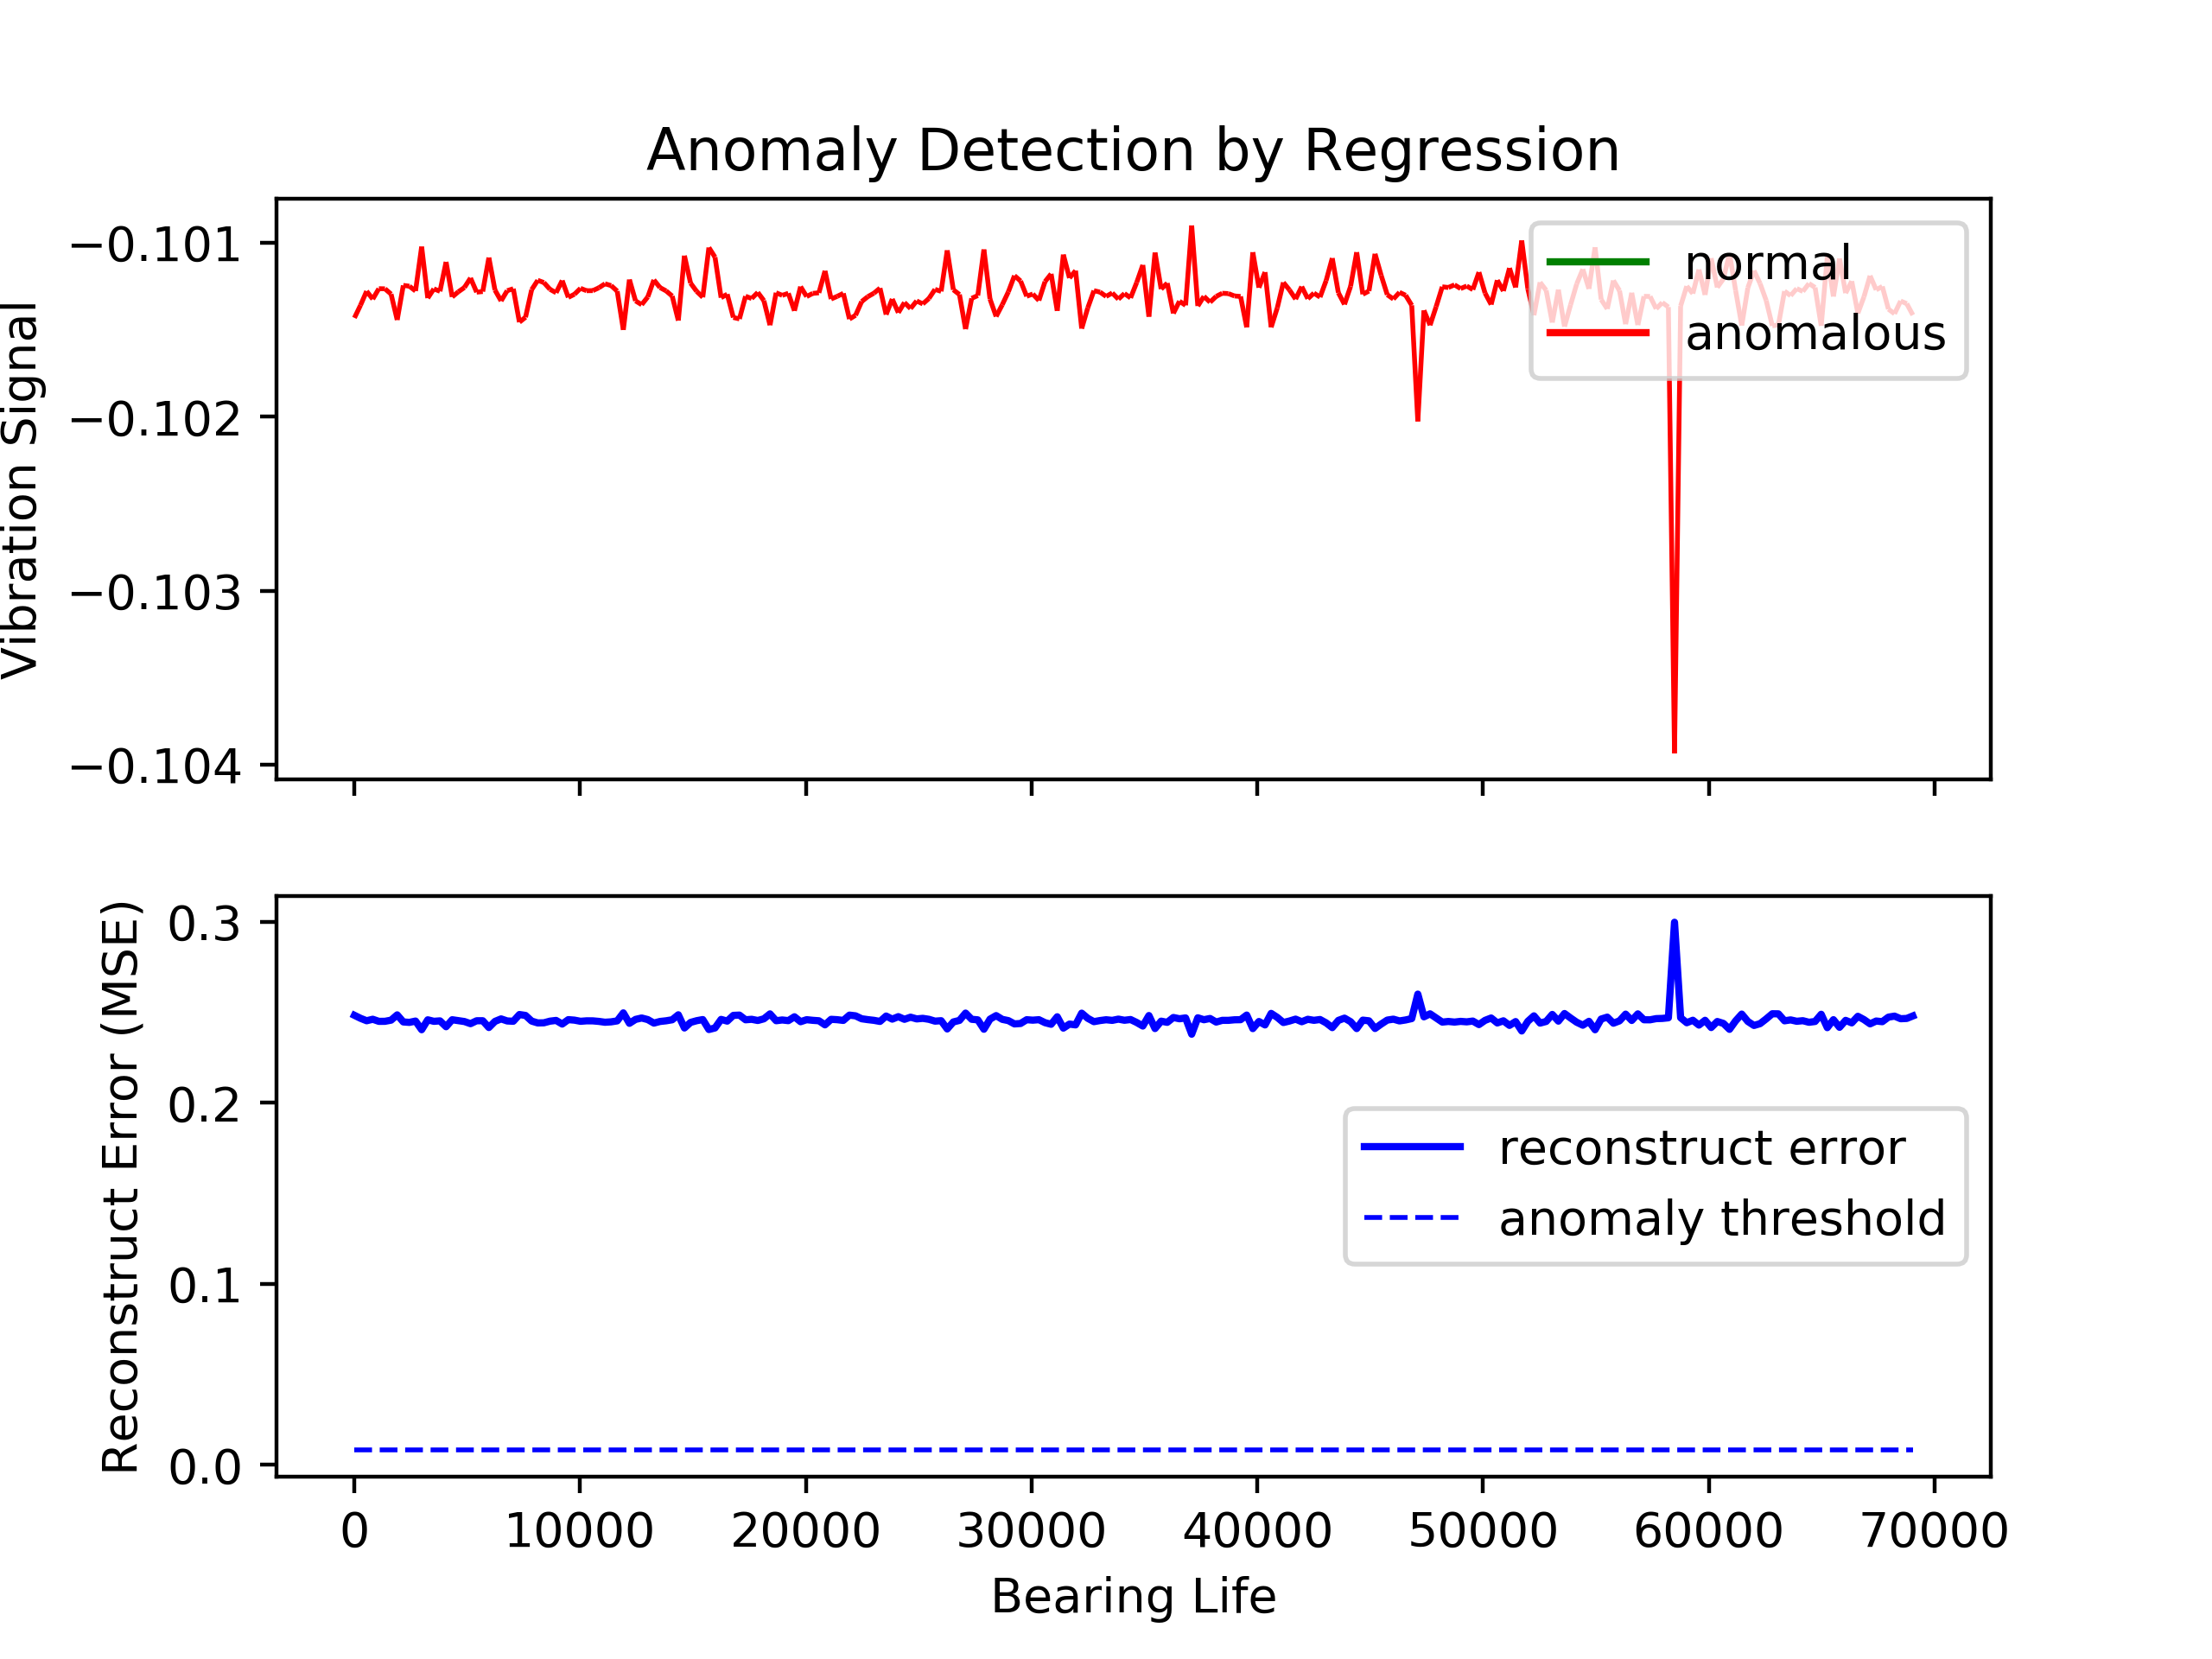 Anomaly Detection by Regression
Vibration Signal
−0.101
−0.102
−0.103
−0.104
normal
anomalous
Reconstruct Error (MSE)
0.3
0.2
0.1
0.0
reconstruct error
anomaly threshold
0 10000 20000 30000 40000 50000 60000 70000
Bearing Life